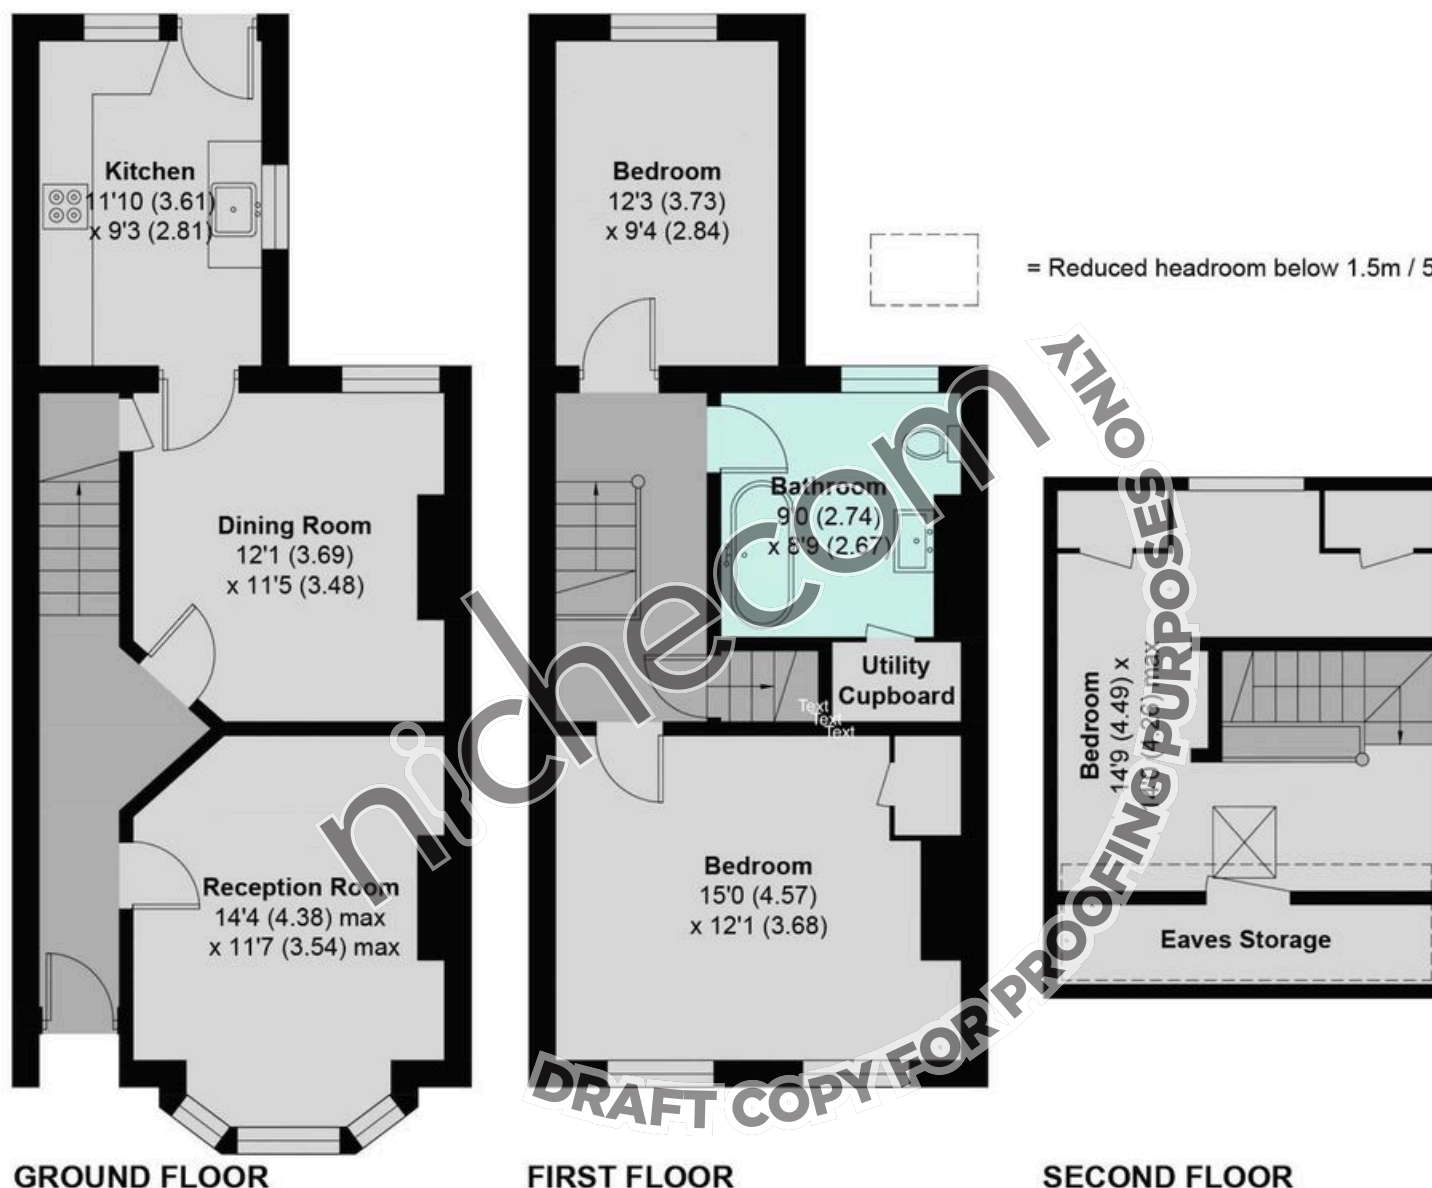 Kitchen
11'10 (3.61)
x 9'3 (2.81)
Dining Room
12'1 (3.69)
x 11'5 (3.48)
Reception Room
14'4 (4.38) max
x 11'7 (3.54) max
GROUND FLOOR
Bedroom
12'3 (3.73)
x 9'4 (2.84)
Bathroom
9'0 (2.74)
x 8'9 (2.67)
Utility
Cupboard
Text
Text
Text
Bedroom
15'0 (4.57)
x 12'1 (3.68)
FIRST FLOOR
= Reduced headroom below 1.5m / 5
Bedroom
14'9 (4.49) x
(4.26) max
Eaves Storage
SECOND FLOOR
nichecom
DRAFT COPY FOR PROOFING PURPOSES ONLY